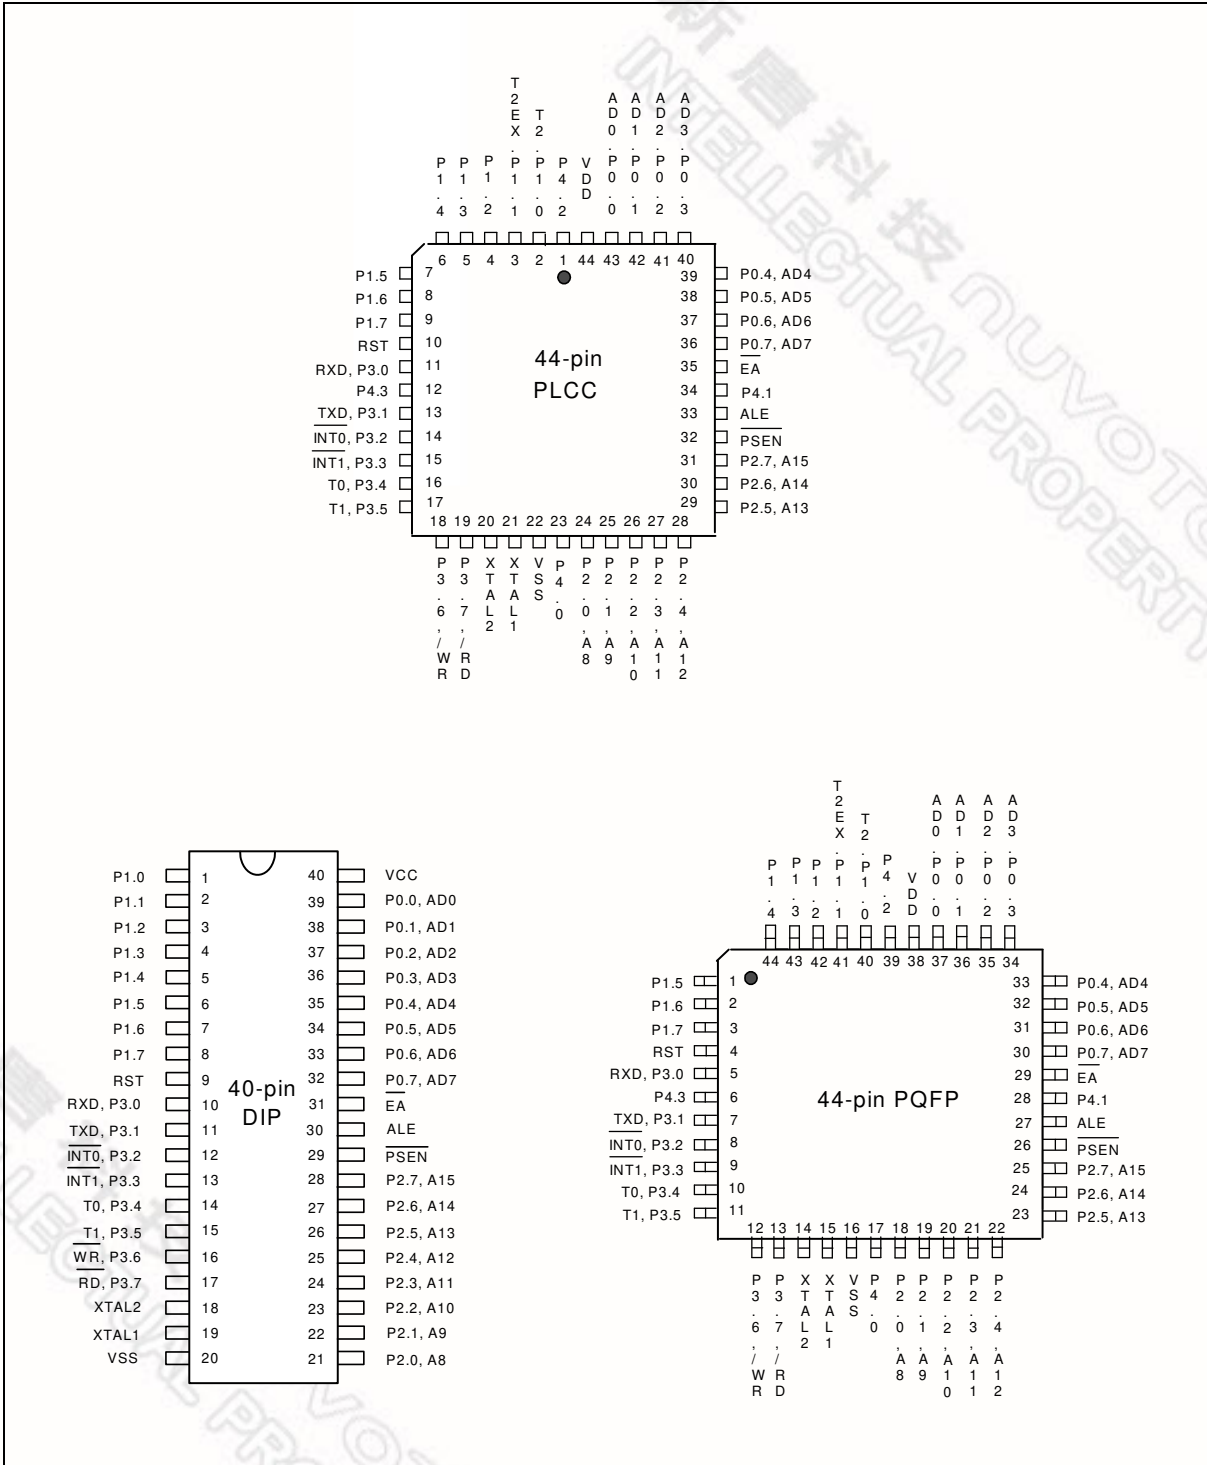 新唐科技 nuvoTo
INTELLECTUAL PROPERTY
T2EX.P1.1
T2.P1.0
AD0.P0.0
AD1.P0.1
AD2.P0.2
AD3.P0.3
P1.4
P1.3
P1.2
P4.2
VDD
6 5 4 3 2 1 44 43 42 41 40
P1.5 7 39 P0.4, AD4
P1.6 8 38 P0.5, AD5
P1.7 9 37 P0.6, AD6
RST 10 36 P0.7, AD7
RXD, P3.0 11 35 EA
P4.3 12 34 P4.1
TXD, P3.1 13 33 ALE
INT0, P3.2 14 32 PSEN
INT1, P3.3 15 31 P2.7, A15
T0, P3.4 16 30 P2.6, A14
T1, P3.5 17 29 P2.5, A13
44-pin
PLCC
18 19 20 21 22 23 24 25 26 27 28
P3.6,/WR
P3.7,/RD
XTAL2
XTAL1
VSS
P4.0
P2.0,A8
P2.1,A9
P2.2,A10
P2.3,A11
P2.4,A12
P1.0 1 40 VCC
P1.1 2 39 P0.0, AD0
P1.2 3 38 P0.1, AD1
P1.3 4 37 P0.2, AD2
P1.4 5 36 P0.3, AD3
P1.5 6 35 P0.4, AD4
P1.6 7 34 P0.5, AD5
P1.7 8 33 P0.6, AD6
RST 9 32 P0.7, AD7
RXD, P3.0 10 31 EA
TXD, P3.1 11 30 ALE
INT0, P3.2 12 29 PSEN
INT1, P3.3 13 28 P2.7, A15
T0, P3.4 14 27 P2.6, A14
T1, P3.5 15 26 P2.5, A13
WR, P3.6 16 25 P2.4, A12
RD, P3.7 17 24 P2.3, A11
XTAL2 18 23 P2.2, A10
XTAL1 19 22 P2.1, A9
VSS 20 21 P2.0, A8
40-pin
DIP
T2EX.P1.1
T2.P1.0
AD0.P0.0
AD1.P0.1
AD2.P0.2
AD3.P0.3
P1.4
P1.3
P1.2
P4.2
VDD
44 43 42 41 40 39 38 37 36 35 34
P1.5 1 33 P0.4, AD4
P1.6 2 32 P0.5, AD5
P1.7 3 31 P0.6, AD6
RST 4 30 P0.7, AD7
RXD, P3.0 5 29 EA
P4.3 6 28 P4.1
TXD, P3.1 7 27 ALE
INT0, P3.2 8 26 PSEN
INT1, P3.3 9 25 P2.7, A15
T0, P3.4 10 24 P2.6, A14
T1, P3.5 11 23 P2.5, A13
44-pin PQFP
12 13 14 15 16 17 18 19 20 21 22
P3.6,/WR
P3.7,/RD
XTAL2
XTAL1
VSS
P4.0
P2.0,A8
P2.1,A9
P2.2,A10
P2.3,A11
P2.4,A12